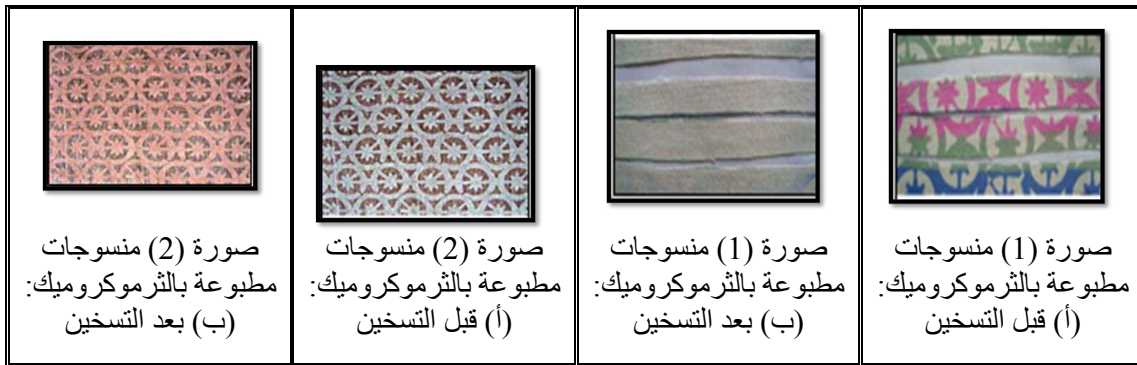 صورة (1) منسوجات
مطبوعة بالثرموكروميك:
(أ) قبل التسخين
صورة (1) منسوجات
مطبوعة بالثرموكروميك:
(ب) بعد التسخين
صورة (2) منسوجات
مطبوعة بالثرموكروميك:
(أ) قبل التسخين
صورة (2) منسوجات
مطبوعة بالثرموكروميك:
(ب) بعد التسخين